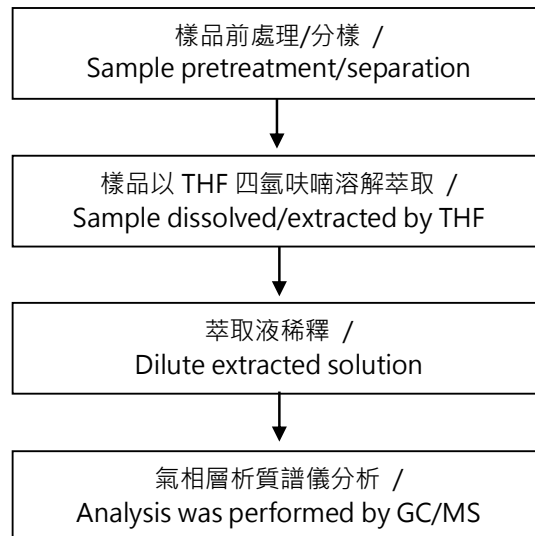 樣品前處理/分樣 /
Sample pretreatment/separation
樣品以 THF 四氫呋喃溶解萃取 /
Sample dissolved/extracted by THF
萃取液稀釋 /
Dilute extracted solution
氣相層析質譜儀分析 /
Analysis was performed by GC/MS